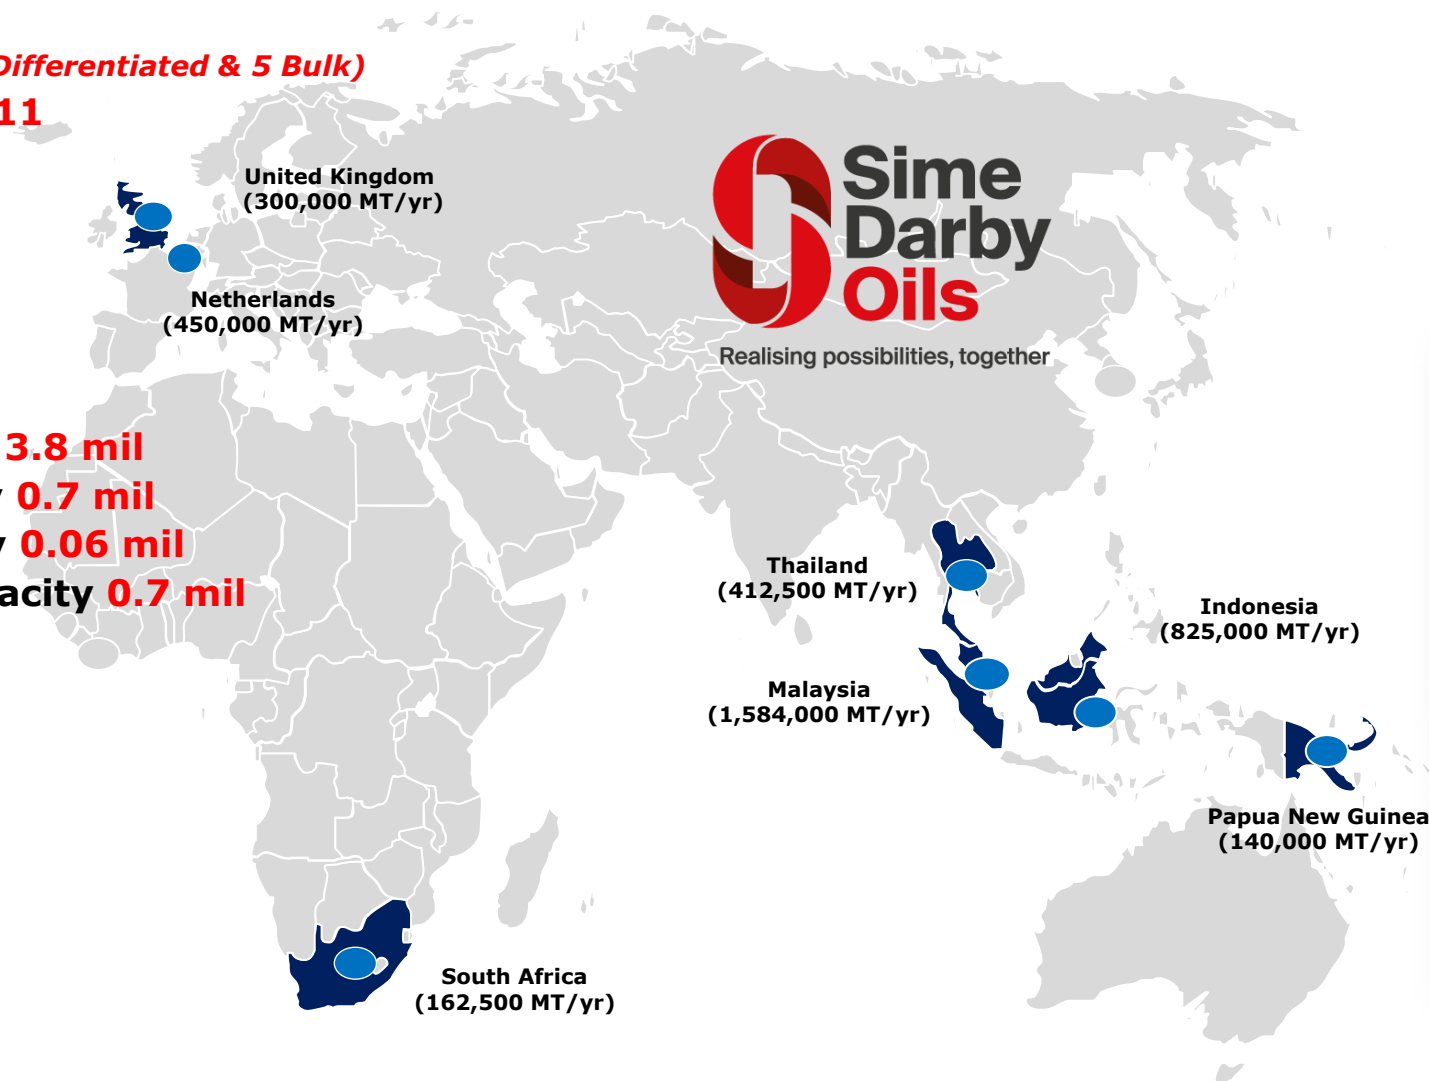 Differentiated & 5 Bulk)
11
United Kingdom
(300,000 MT/yr)
Netherlands
(450,000 MT/yr)
Sime
Darby
Oils
Realising possibilities, together
3.8 mil
y 0.7 mil
y 0.06 mil
acity 0.7 mil
Thailand
(412,500 MT/yr)
Indonesia
(825,000 MT/yr)
Malaysia
(1,584,000 MT/yr)
Papua New Guinea
(140,000 MT/yr)
South Africa
(162,500 MT/yr)